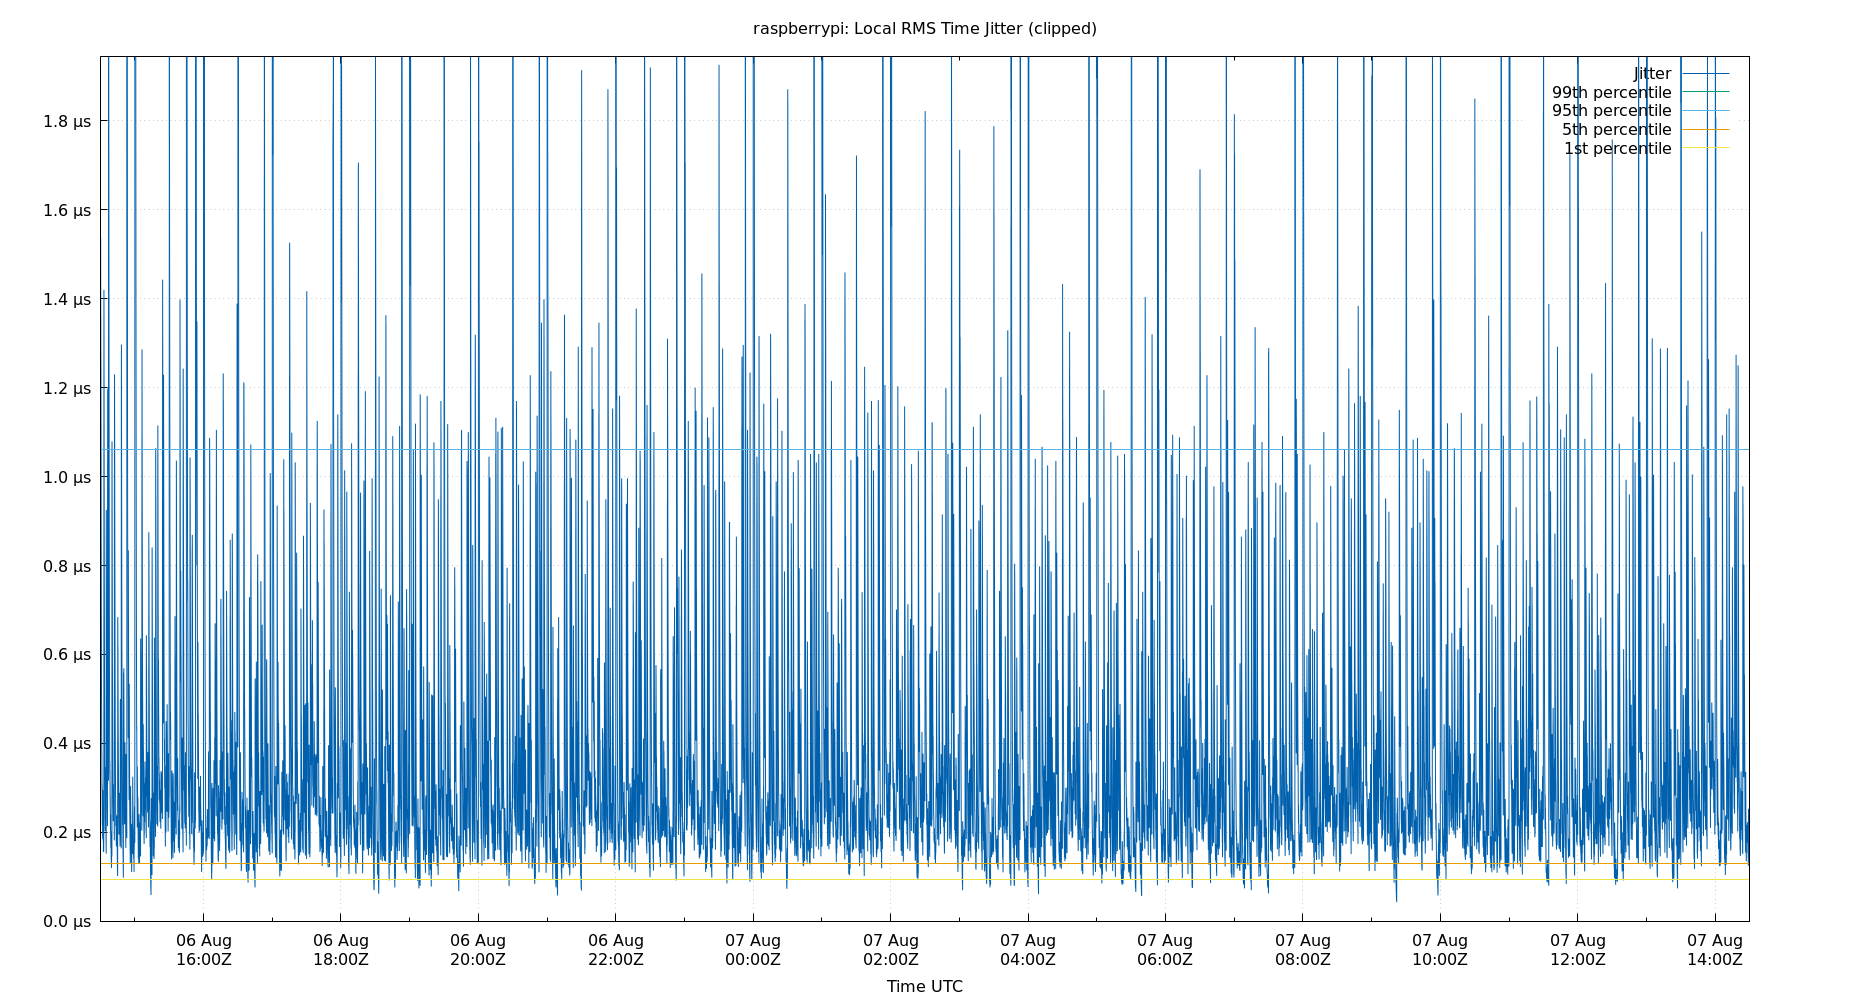 raspberrypi: Local RMS Time Jitter (clipped)
Jitter
99th percentile
95th percentile
5th percentile
1st percentile
1.8 µs
1.6 µs
1.4 µs
1.2 µs
1.0 µs
0.8 µs
0.6 µs
0.4 µs
0.2 µs
0.0 µs
06 Aug 06 Aug 06 Aug 06 Aug 07 Aug 07 Aug 07 Aug 07 Aug 07 Aug 07 Aug 07 Aug 07 Aug
16:00Z 18:00Z 20:00Z 22:00Z 00:00Z 02:00Z 04:00Z 06:00Z 08:00Z 10:00Z 12:00Z 14:00Z
Time UTC